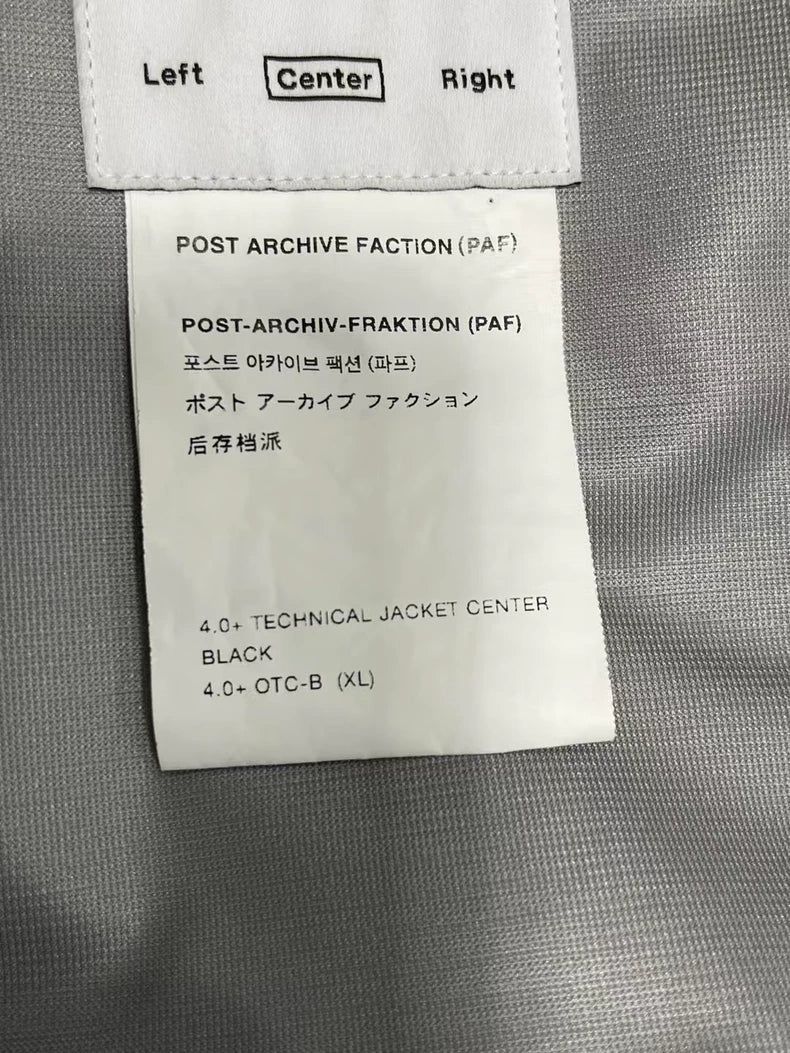 Left Center Right
POST ARCHIVE FACTION (PAF)
POST-ARCHIV-FRAKTION (PAF)
포스트 아카이브 팩션 (파프)
ポスト アーカイブ ファクション
后存档派
4.0+ TECHNICAL JACKET CENTER
BLACK
4.0+ OTC-B (XL)